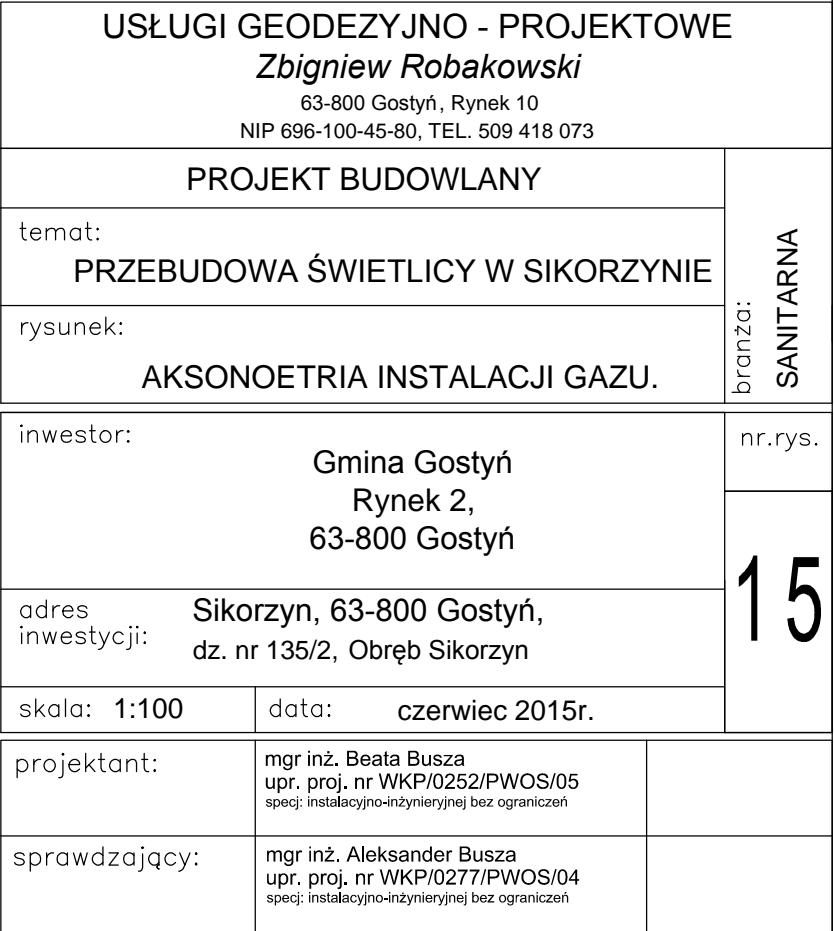 USŁUGI GEODEZYJNO - PROJEKTOWE
Zbigniew Robakowski
63-800 Gostyń, Rynek 10
NIP 696-100-45-80, TEL. 509 418 073
PROJEKT BUDOWLANY
temat:
PRZEBUDOWA ŚWIETLICY W SIKORZYNIE
rysunek:
AKSONOETRIA INSTALACJI GAZU.
branża:
SANITARNA
inwestor:
Gmina Gostyń
Rynek 2,
63-800 Gostyń
nr.rys.
15
adres
inwestycji:
Sikorzyn, 63-800 Gostyń,
dz. nr 135/2, Obręb Sikorzyn
skala: 1:100
data: czerwiec 2015r.
projektant:
mgr inż. Beata Busza
upr. proj. nr WKP/0252/PWOS/05
specj: instalacyjno-inżynieryjnej bez ograniczeń
sprawdzający:
mgr inż. Aleksander Busza
upr. proj. nr WKP/0277/PWOS/04
specj: instalacyjno-inżynieryjnej bez ograniczeń